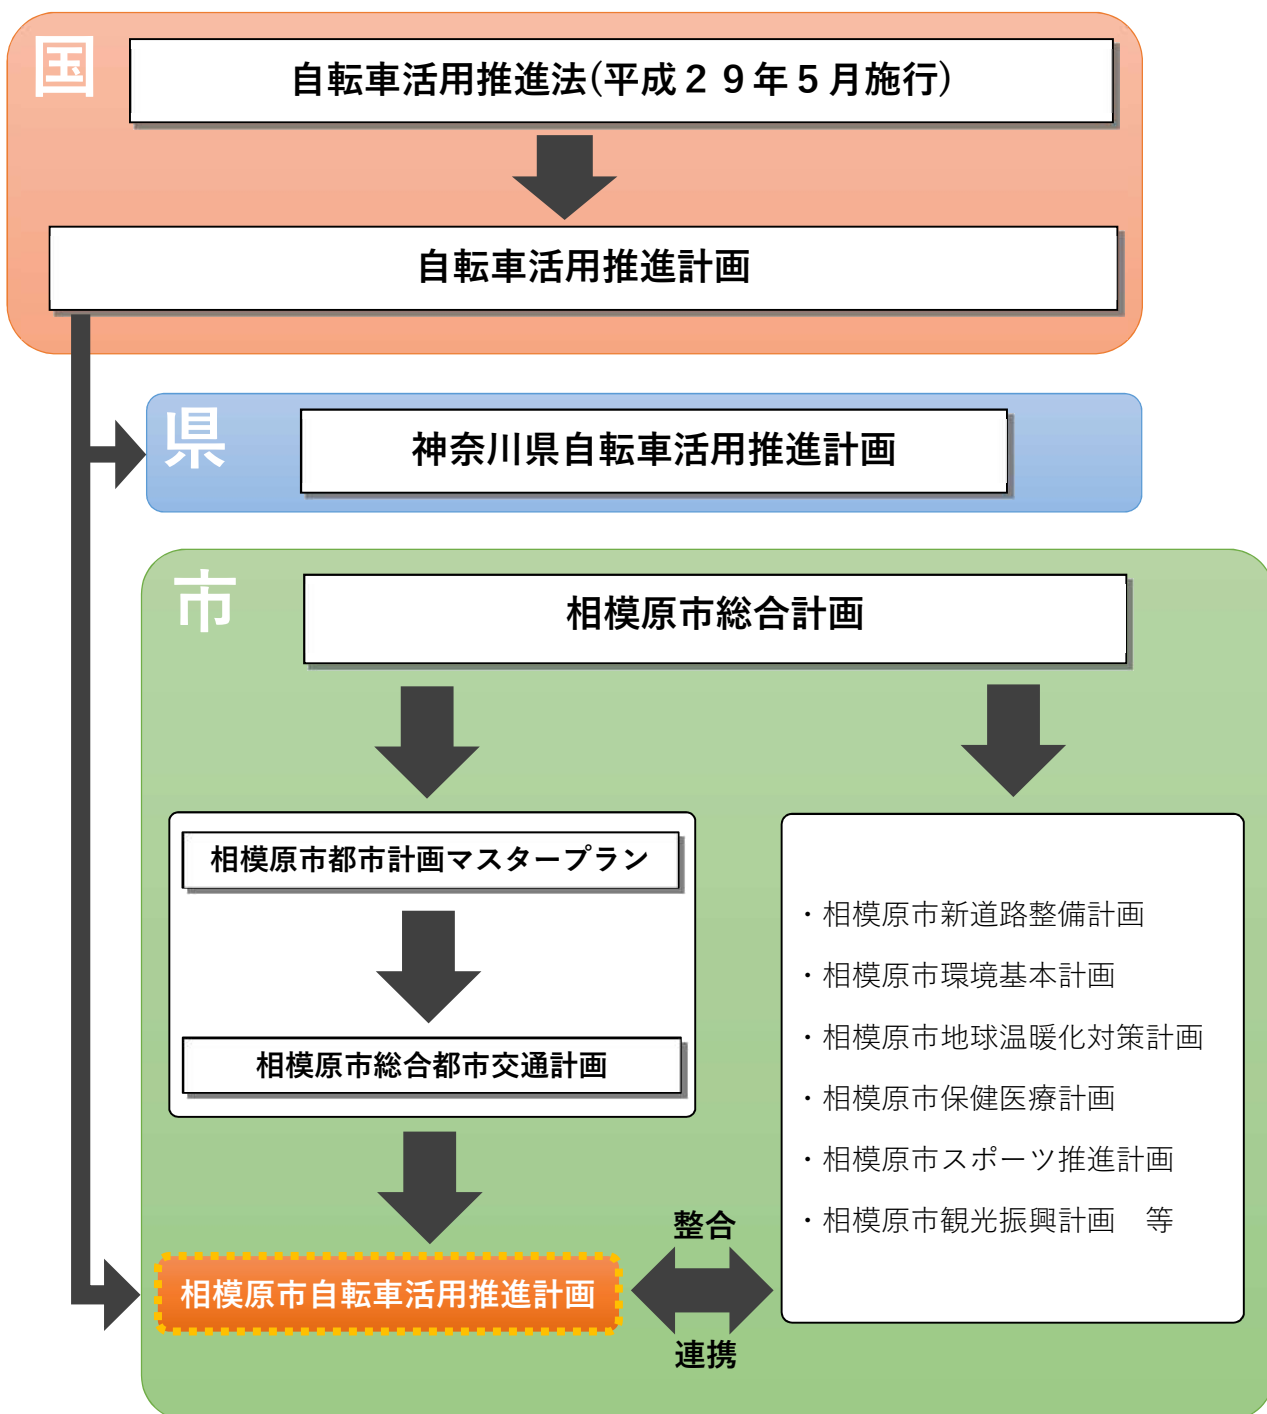 国
自転車活用推進法(平成２９年５月施行)
自転車活用推進計画
県
神奈川県自転車活用推進計画
市
相模原市総合計画
相模原市都市計画マスタープラン
相模原市総合都市交通計画
相模原市自転車活用推進計画
整合
連携
・相模原市新道路整備計画
・相模原市環境基本計画
・相模原市地球温暖化対策計画
・相模原市保健医療計画
・相模原市スポーツ推進計画
・相模原市観光振興計画　等